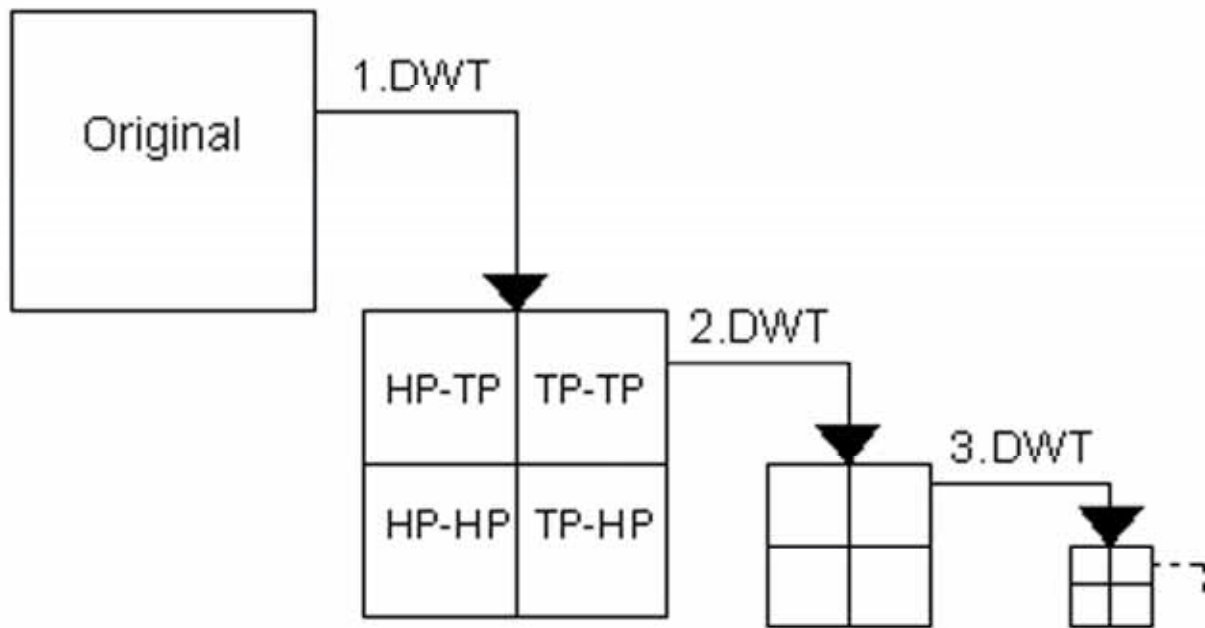 1.DWT
Original
2.DWT
HP-TP TP-TP
3.DWT
HP-HP TP-HP